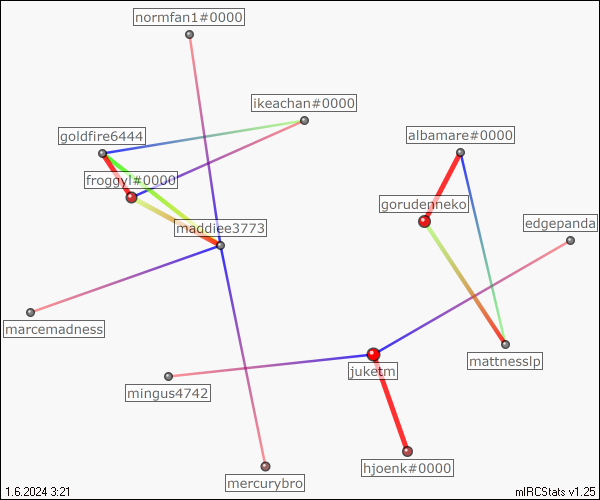 normfan1#0000
ikeachan#0000
goldfire6444
albamare#0000
froggyl#0000
gorudenneko
edgepanda
maddiee3773
marcemadness
mattnesslp
juketm
mingus4742
hjoenk#0000
mercurybro
1.6.2024 3:21
mIRCStats v1.25